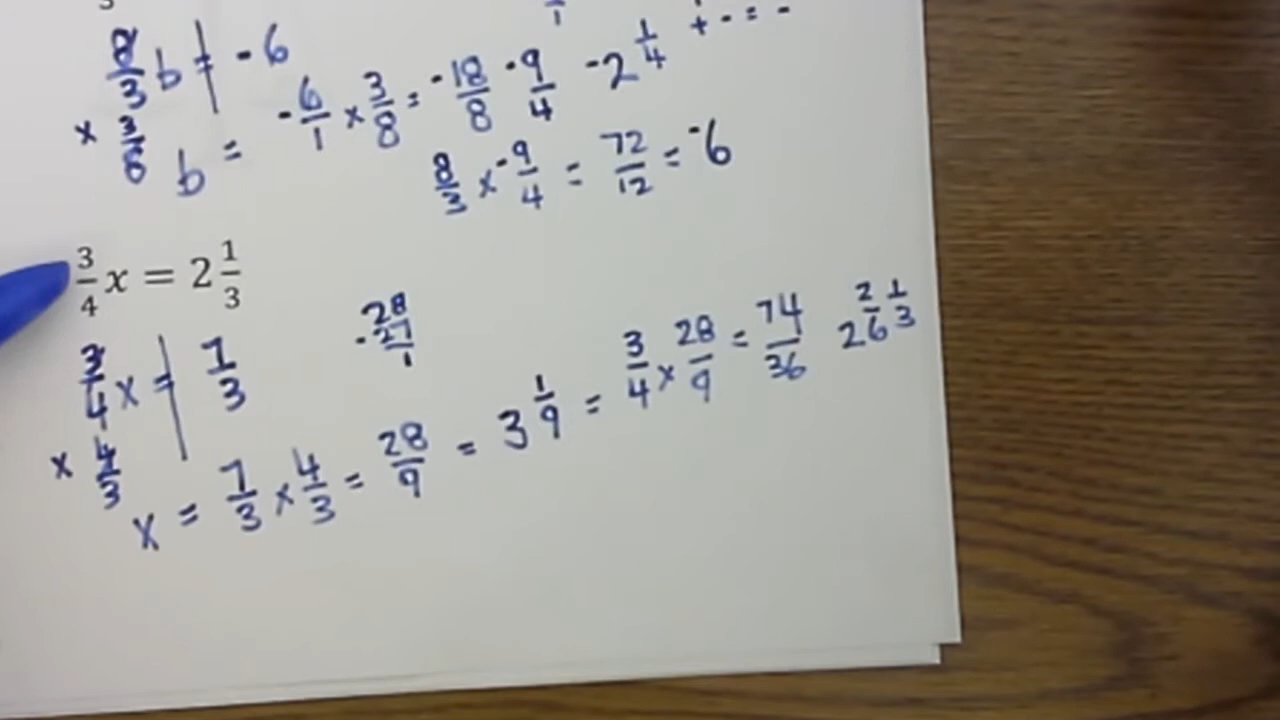 + - = -
8/3 b = -6
× 3/8
b = -6/1 × 3/8 = -18/8 -9/4 -2 1/4
8/3 × -9/4 = 72/12 = -6
3/4 x = 2 1/3
3/4 x = 7/3
× 4/3
28
- 27
1
x = 7/3 × 4/3 = 28/9 = 3 1/9 = 3/4 × 28/9 = 74/36 2 2/6 1/3